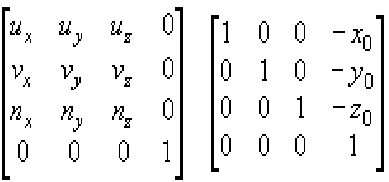 u_x u_y u_z 0 1 0 0 -x_0
v_x v_y v_z 0 0 1 0 -y_0
n_x n_y n_z 0 0 0 1 -z_0
0 0 0 1 0 0 0 1